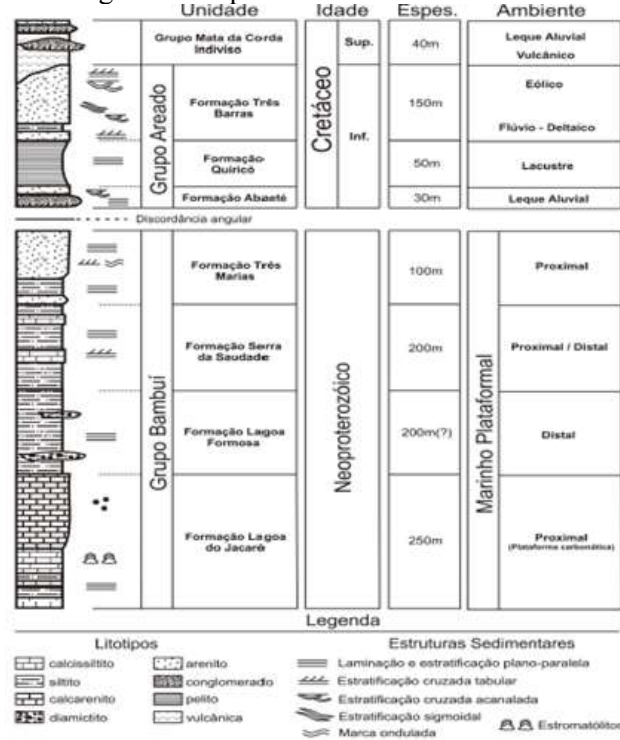 Unidade Idade Espes. Ambiente
Grupo Mata da Corda
Indiviso
Sup.
40m
Leque Aluvial
Vulcânico
Grupo Areado
Cretáceo
Inf.
Formação Três
Barras
150m
Eólico
Flúvio - Deltaico
Formação
Quiricó
50m
Lacustre
Formação Abaeté
30m
Leque Aluvial
Discordância angular
Grupo Bambuí
Neoproterozóico
Marinho Plataformal
Formação Três
Marias
100m
Proximal
Formação Serra
da Saudade
200m
Proximal / Distal
Formação Lagoa
Formosa
200m(?)
Distal
Formação Lagoa
do Jacaré
250m
Proximal
(Plataforma carbonática)
Legenda
Litotipos
calcissiltito
siltito
calcarenito
diamictito
arenito
conglomerado
pelito
vulcânica
Estruturas Sedimentares
Laminação e estratificação plano-paralela
Estratificação cruzada tabular
Estratificação cruzada acanalada
Estratificação sigmoidal
Marca ondulada
Estromatólitos